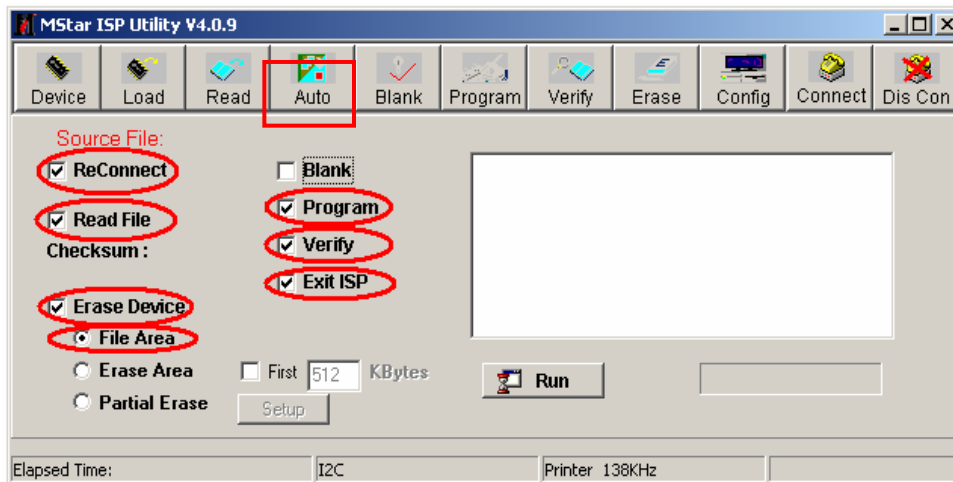 MStar ISP Utility V4.0.9
Device Load Read Auto Blank Program Verify Erase Config Connect Dis Con
Source File:
ReConnect Blank
Read File Program
Checksum : Verify
Exit ISP
Erase Device
File Area
Erase Area First 512 KBytes
Run
Partial Erase Setup
Elapsed Time: I2C Printer 138KHz